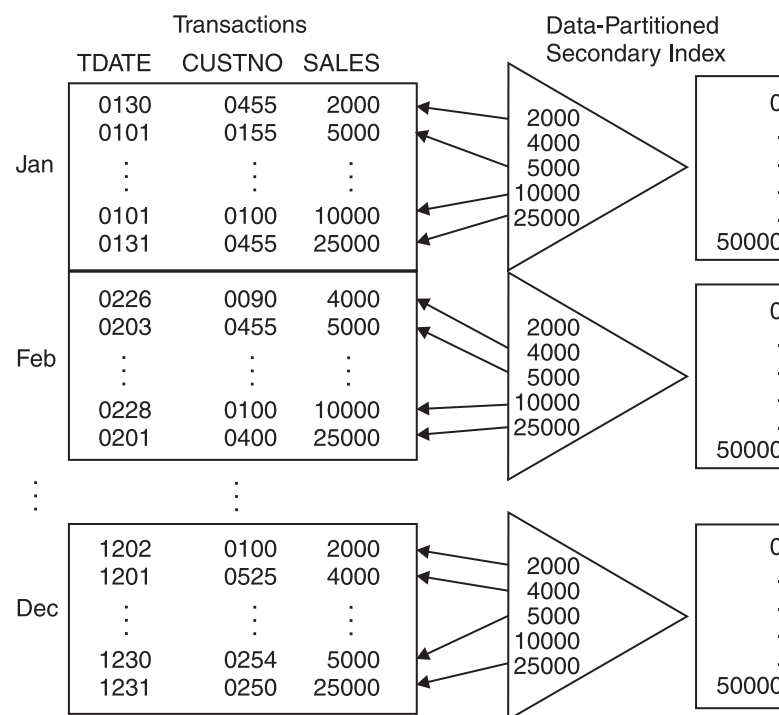 Transactions
Data-Partitioned
Secondary Index
TDATE CUSTNO SALES
Jan
0130 0455 2000
0101 0155 5000
⋮ ⋮ ⋮
0101 0100 10000
0131 0455 25000
2000
4000
5000
10000
25000
0
50000
Feb
0226 0090 4000
0203 0455 5000
⋮ ⋮ ⋮
0228 0100 10000
0201 0400 25000
2000
4000
5000
10000
25000
0
50000
⋮ ⋮
Dec
1202 0100 2000
1201 0525 4000
⋮ ⋮ ⋮
1230 0254 5000
1231 0250 25000
2000
4000
5000
10000
25000
0
50000